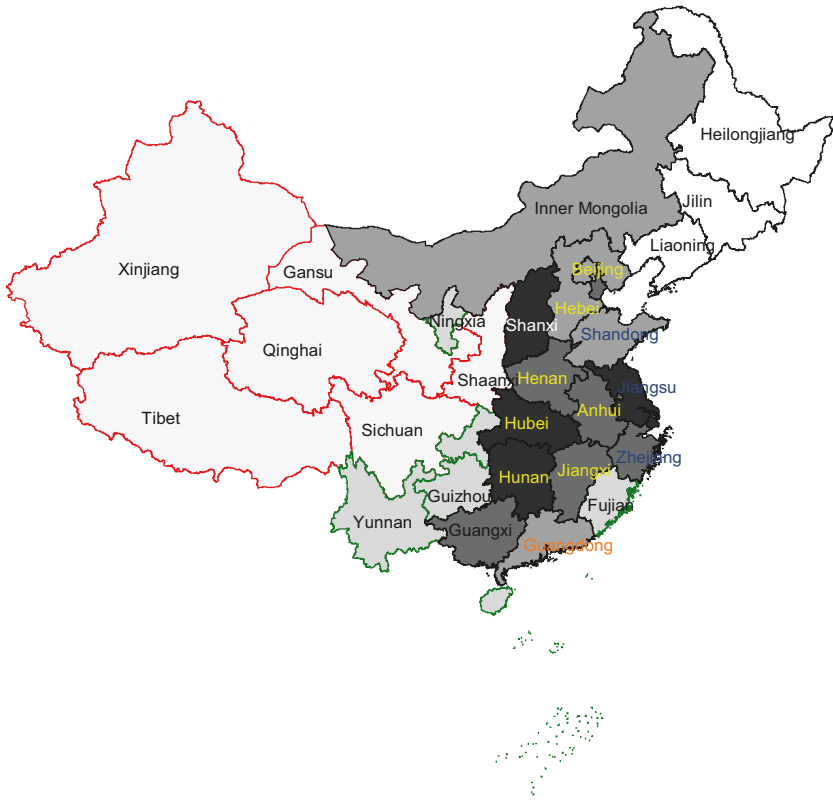 Heilongjiang
Jilin
Inner Mongolia
Liaoning
Xinjiang
Gansu
Beijing
Hebei
Ningxia
Shanxi
Shandong
Qinghai
Shaanxi
Henan
Jiangsu
Tibet
Anhui
Hubei
Sichuan
Zhejiang
Jiangxi
Hunan
Guizhou
Fujian
Yunnan
Guangxi
Guangdong